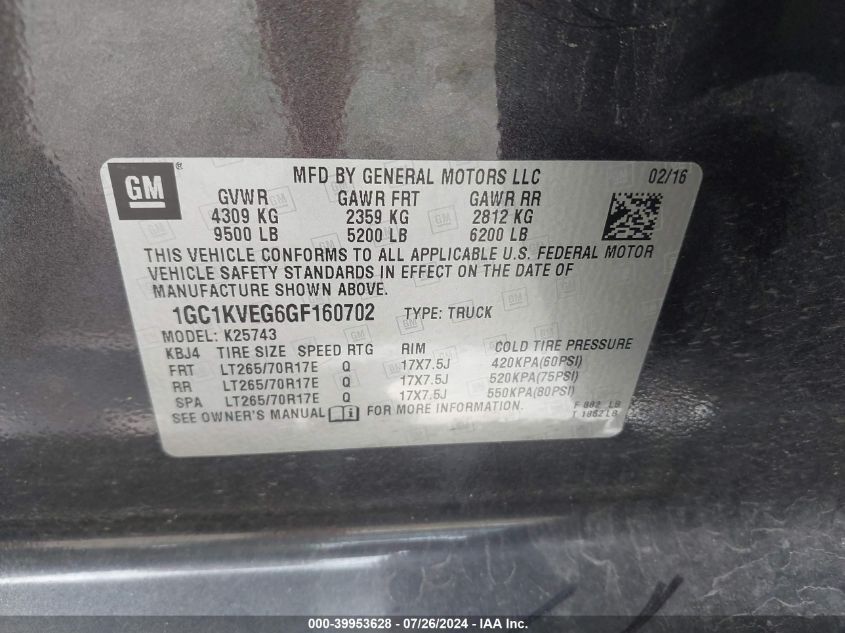 GM ®
MFD BY GENERAL MOTORS LLC 02/16
GVWR GAWR FRT GAWR RR
4309 KG 2359 KG 2812 KG
9500 LB 5200 LB 6200 LB
THIS VEHICLE CONFORMS TO ALL APPLICABLE U.S. FEDERAL MOTOR
VEHICLE SAFETY STANDARDS IN EFFECT ON THE DATE OF
MANUFACTURE SHOWN ABOVE.
1GC1KVEG6GF160702 TYPE: TRUCK
MODEL: K25743
KBJ4 TIRE SIZE SPEED RTG RIM COLD TIRE PRESSURE
FRT LT265/70R17E Q 17X7.5J 420KPA(60PSI)
RR LT265/70R17E Q 17X7.5J 520KPA(75PSI)
SPA LT265/70R17E Q 17X7.5J 550KPA(80PSI)
SEE OWNER'S MANUAL FOR MORE INFORMATION.
F 882 LB
T 1862 LB
000-39953628 - 07/26/2024 - IAA Inc.